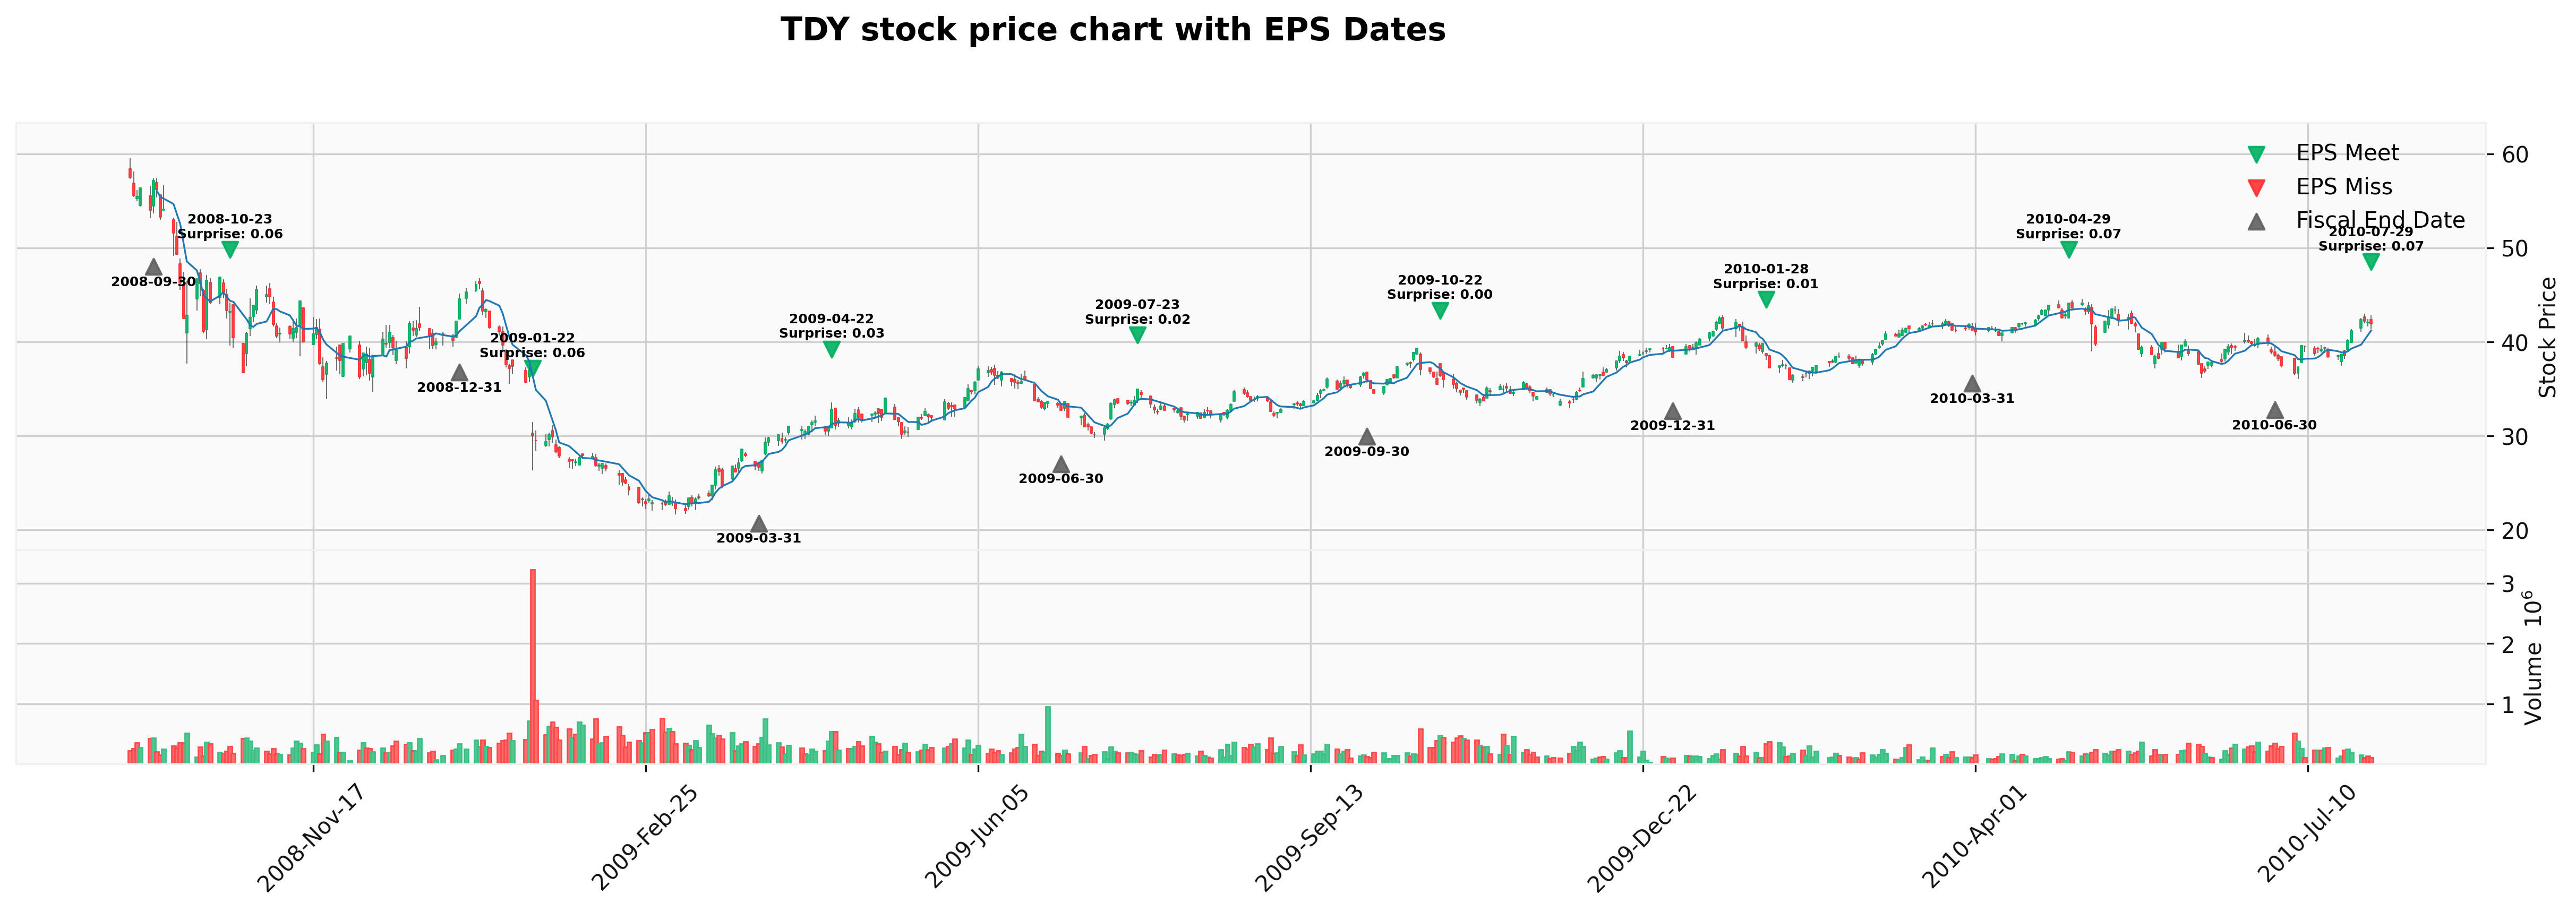 TDY stock price chart with EPS Dates
EPS Meet
EPS Miss
Fiscal End Date
2008-10-23
Surprise: 0.06
2008-09-30
2008-12-31
2009-01-22
Surprise: 0.06
2009-03-31
2009-04-22
Surprise: 0.03
2009-06-30
2009-07-23
Surprise: 0.02
2009-09-30
2009-10-22
Surprise: 0.00
2009-12-31
2010-01-28
Surprise: 0.01
2010-03-31
2010-04-29
Surprise: 0.07
2010-06-30
2010-07-29
Surprise: 0.07
60
50
40
30
20
Stock Price
3
2
1
Volume 10⁶
2008-Nov-17
2009-Feb-25
2009-Jun-05
2009-Sep-13
2009-Dec-22
2010-Apr-01
2010-Jul-10